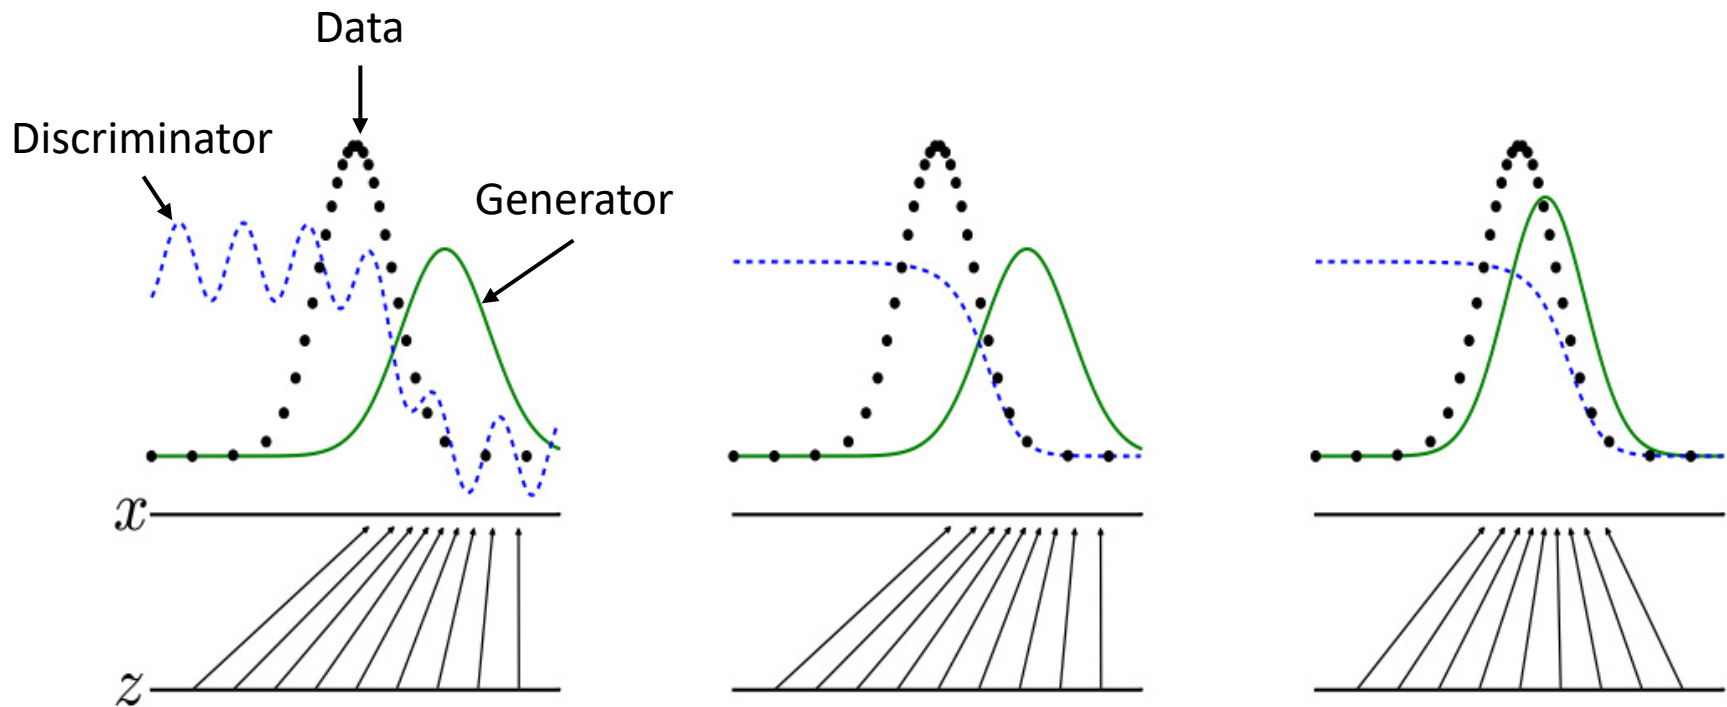 Data
Discriminator
Generator
x
z